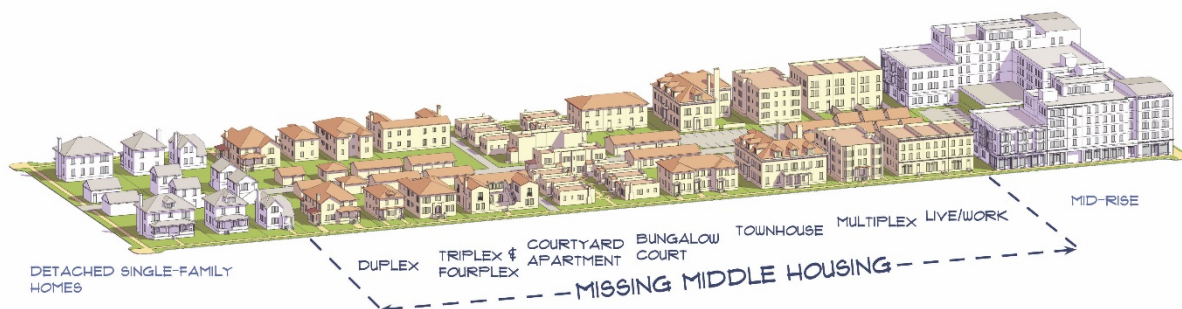 DETACHED SINGLE-FAMILY
HOMES
DUPLEX
TRIPLEX &
FOURPLEX
COURTYARD
APARTMENT
BUNGALOW
COURT
TOWNHOUSE
MULTIPLEX
LIVE/WORK
MID-RISE
MISSING MIDDLE HOUSING